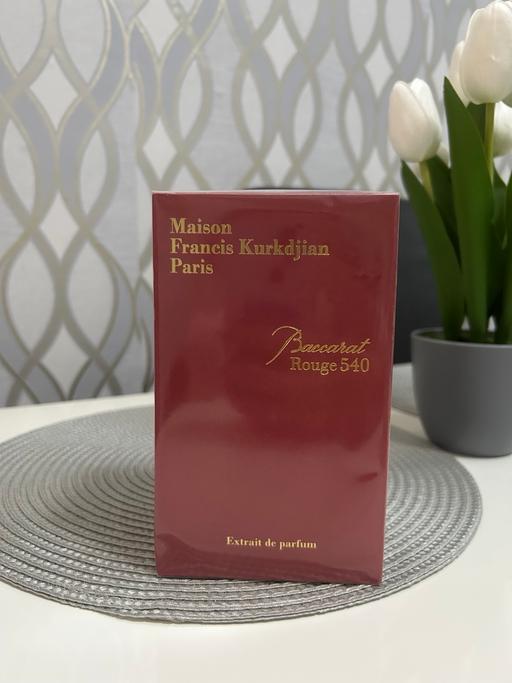 Maison
Francis Kurkdjian
Paris
Baccarat
Rouge 540
Extrait de parfum